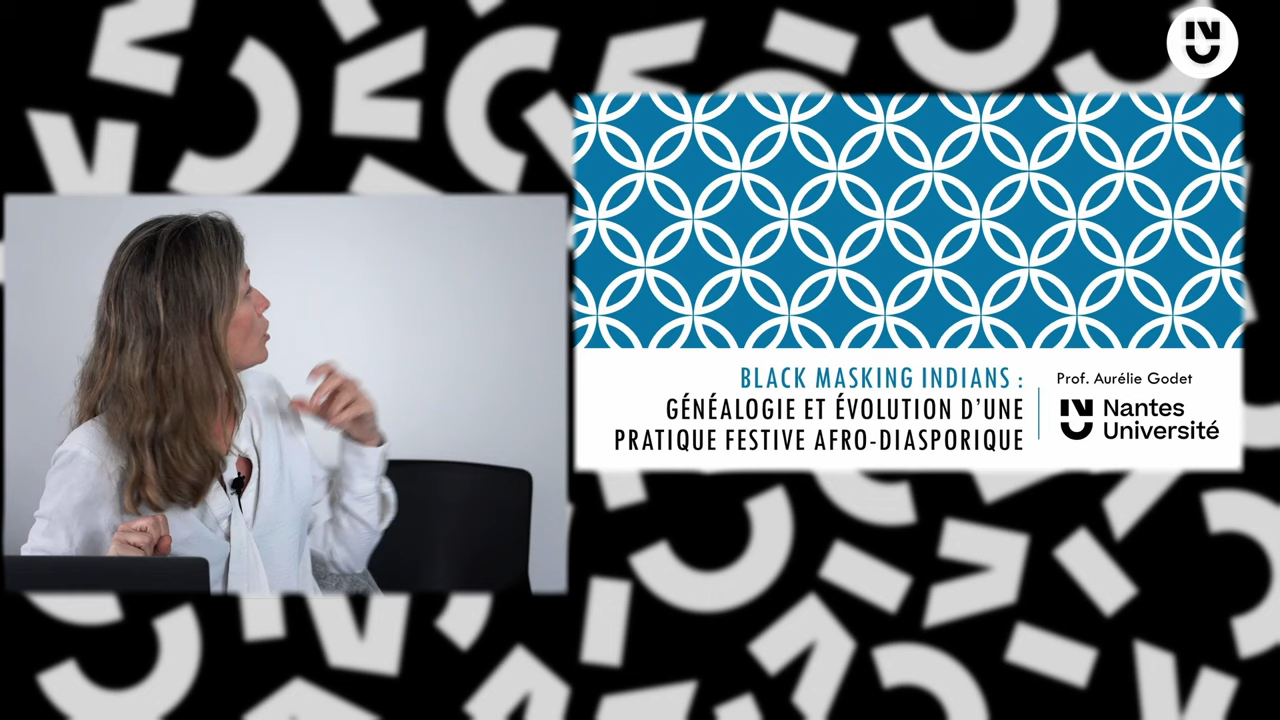 BLACK MASKING INDIANS :
GÉNÉALOGIE ET ÉVOLUTION D'UNE
PRATIQUE FESTIVE AFRO-DIASPORIQUE
Prof. Aurélie Godet
Nantes
Université